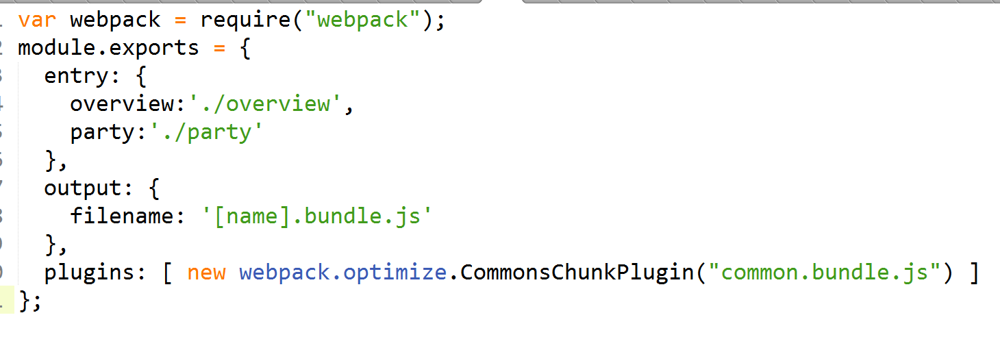 var webpack = require("webpack");
module.exports = {
  entry: {
    overview:'./overview',
    party:'./party'
  },
  output: {
    filename: '[name].bundle.js'
  },
  plugins: [ new webpack.optimize.CommonsChunkPlugin("common.bundle.js") ]
};